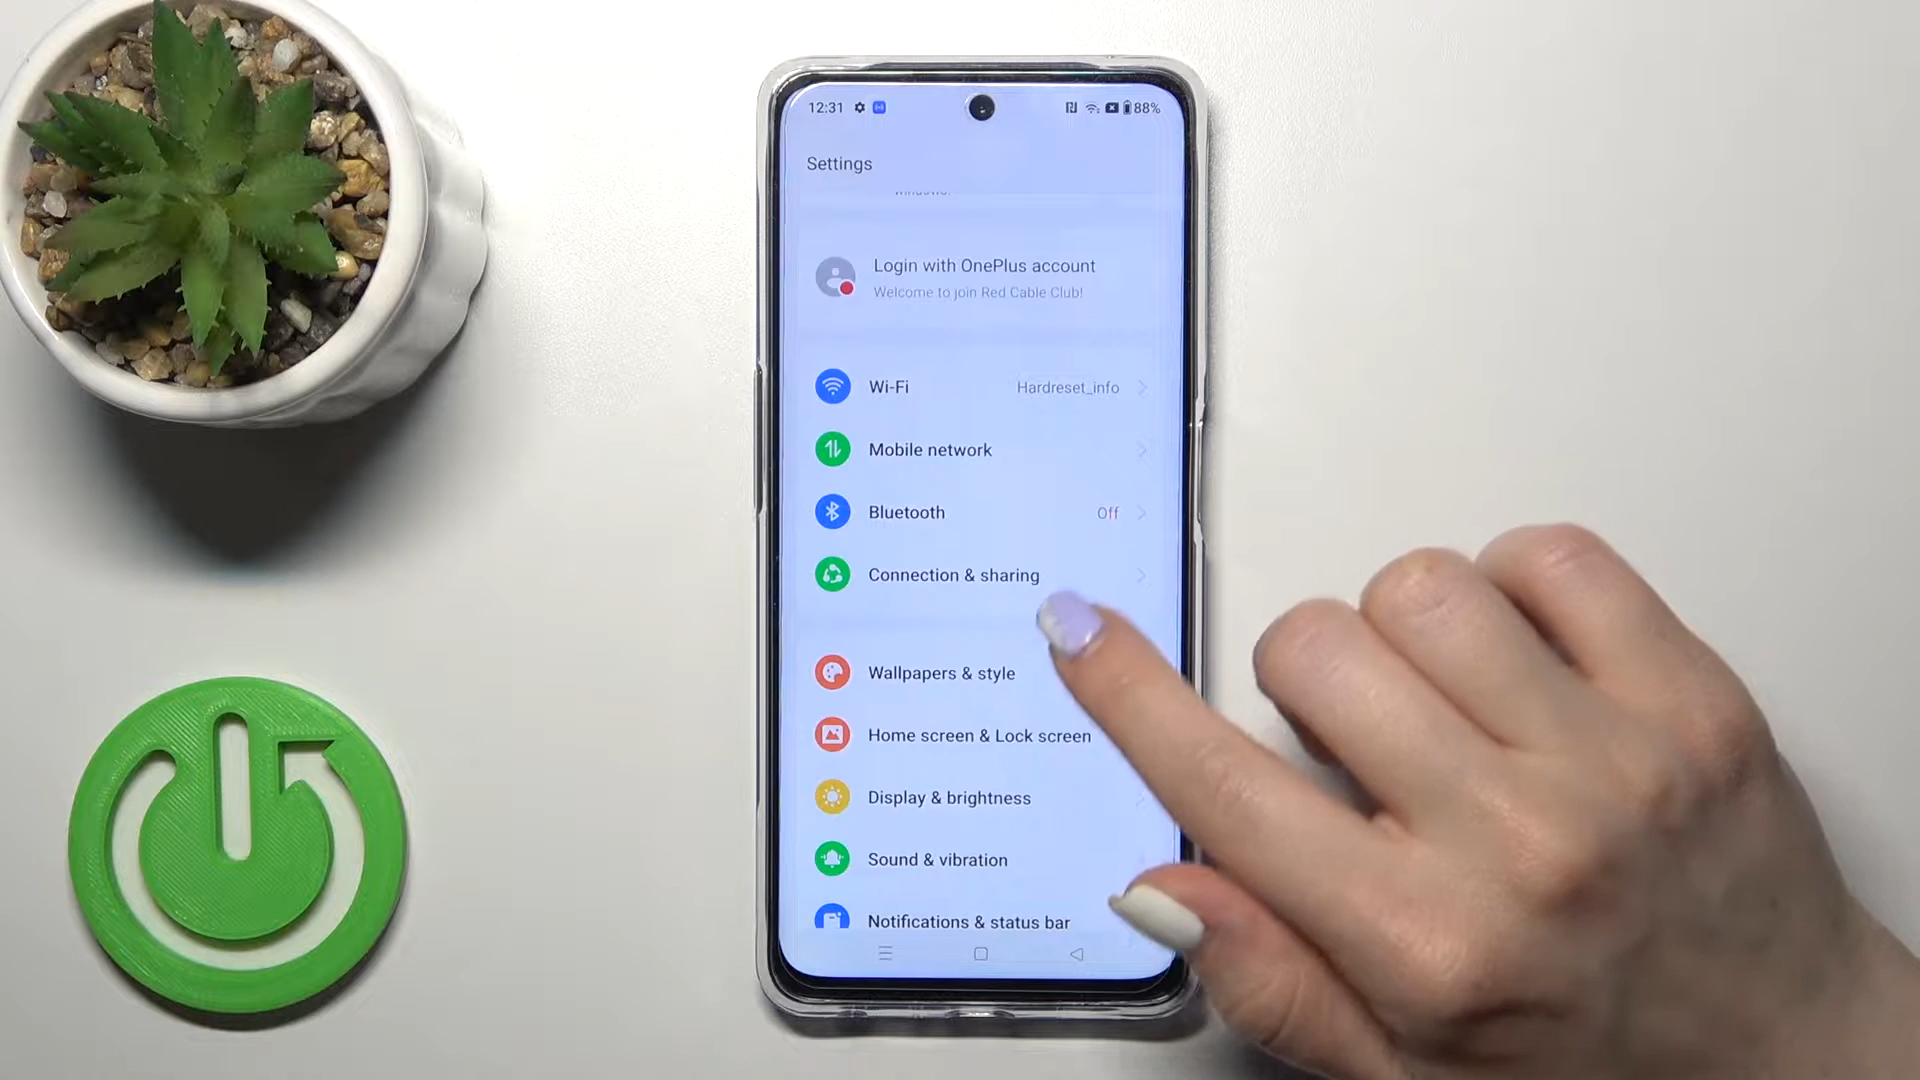 12:31 88%
Settings
Login with OnePlus account
Welcome to join Red Cable Club!
Wi-Fi Hardreset_info
Mobile network
Bluetooth Off
Connection & sharing
Wallpapers & style
Home screen & Lock screen
Display & brightness
Sound & vibration
Notifications & status bar